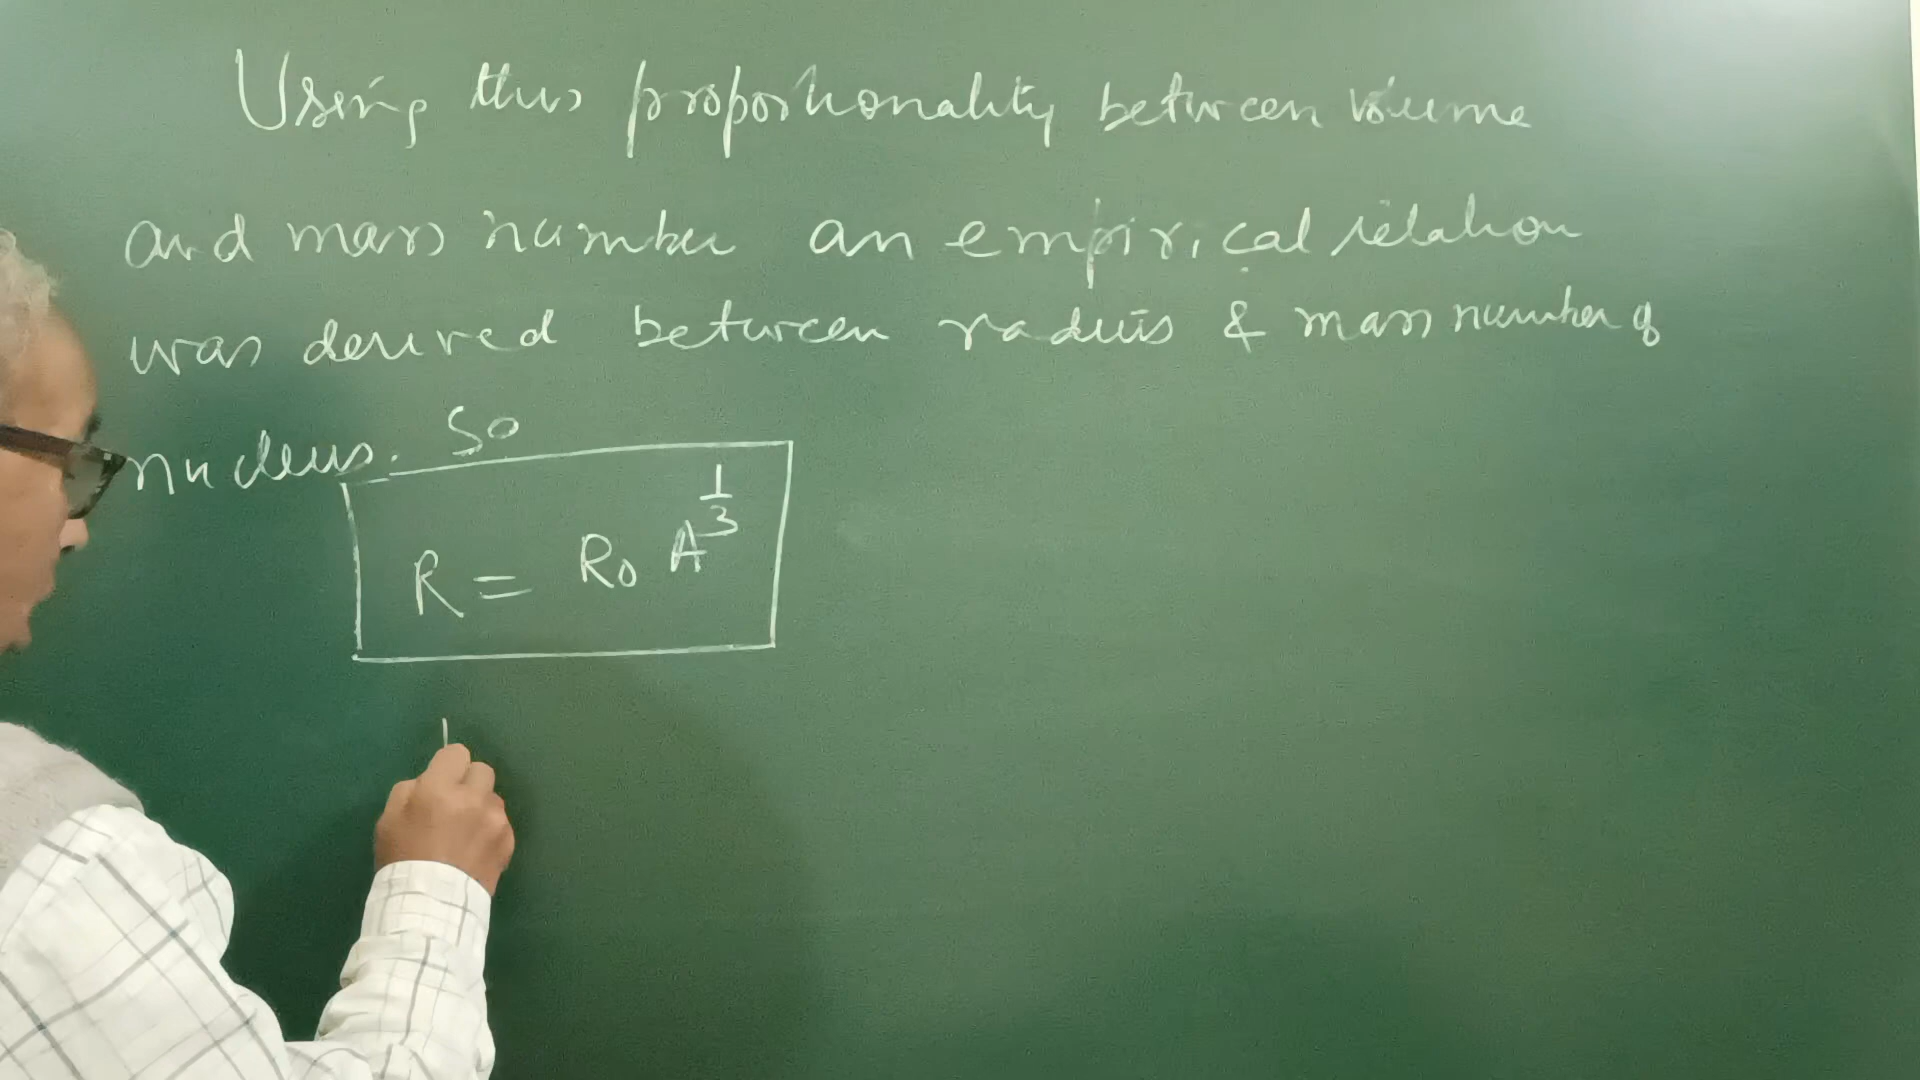 Using this proportionality between volume
and mass number an empirical relation
was derived between radius & mass number of
nucleus. So
R = R₀ A^{1/3}